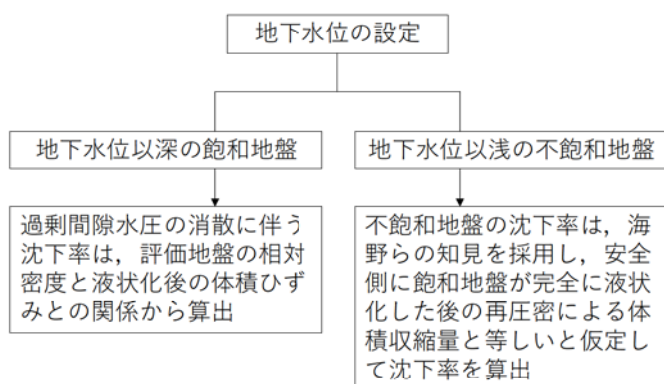 地下水位の設定
地下水位以深の飽和地盤
地下水位以浅の不飽和地盤
過剰間隙水圧の消散に伴う
沈下率は，評価地盤の相対
密度と液状化後の体積ひず
みとの関係から算出
不飽和地盤の沈下率は，海
野らの知見を採用し，安全
側に飽和地盤が完全に液状
化した後の再圧密による体
積収縮量と等しいと仮定し
て沈下率を算出